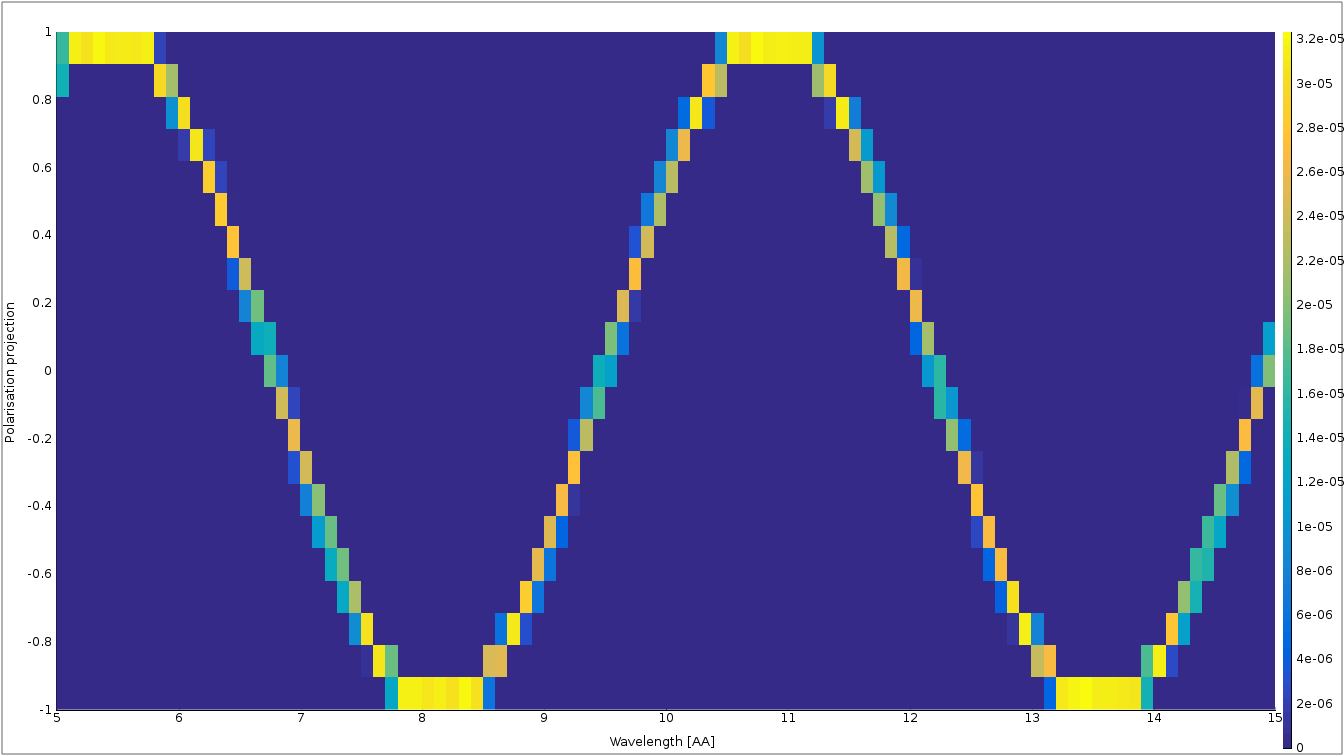 1
0.8
0.6
0.4
0.2
0
-0.2
-0.4
-0.6
-0.8
-1
Polarisation projection
5 6 7 8 9 10 11 12 13 14 15
Wavelength [AA]
3.2e-05
3e-05
2.8e-05
2.6e-05
2.4e-05
2.2e-05
2e-05
1.8e-05
1.6e-05
1.4e-05
1.2e-05
1e-05
8e-06
6e-06
4e-06
2e-06
0